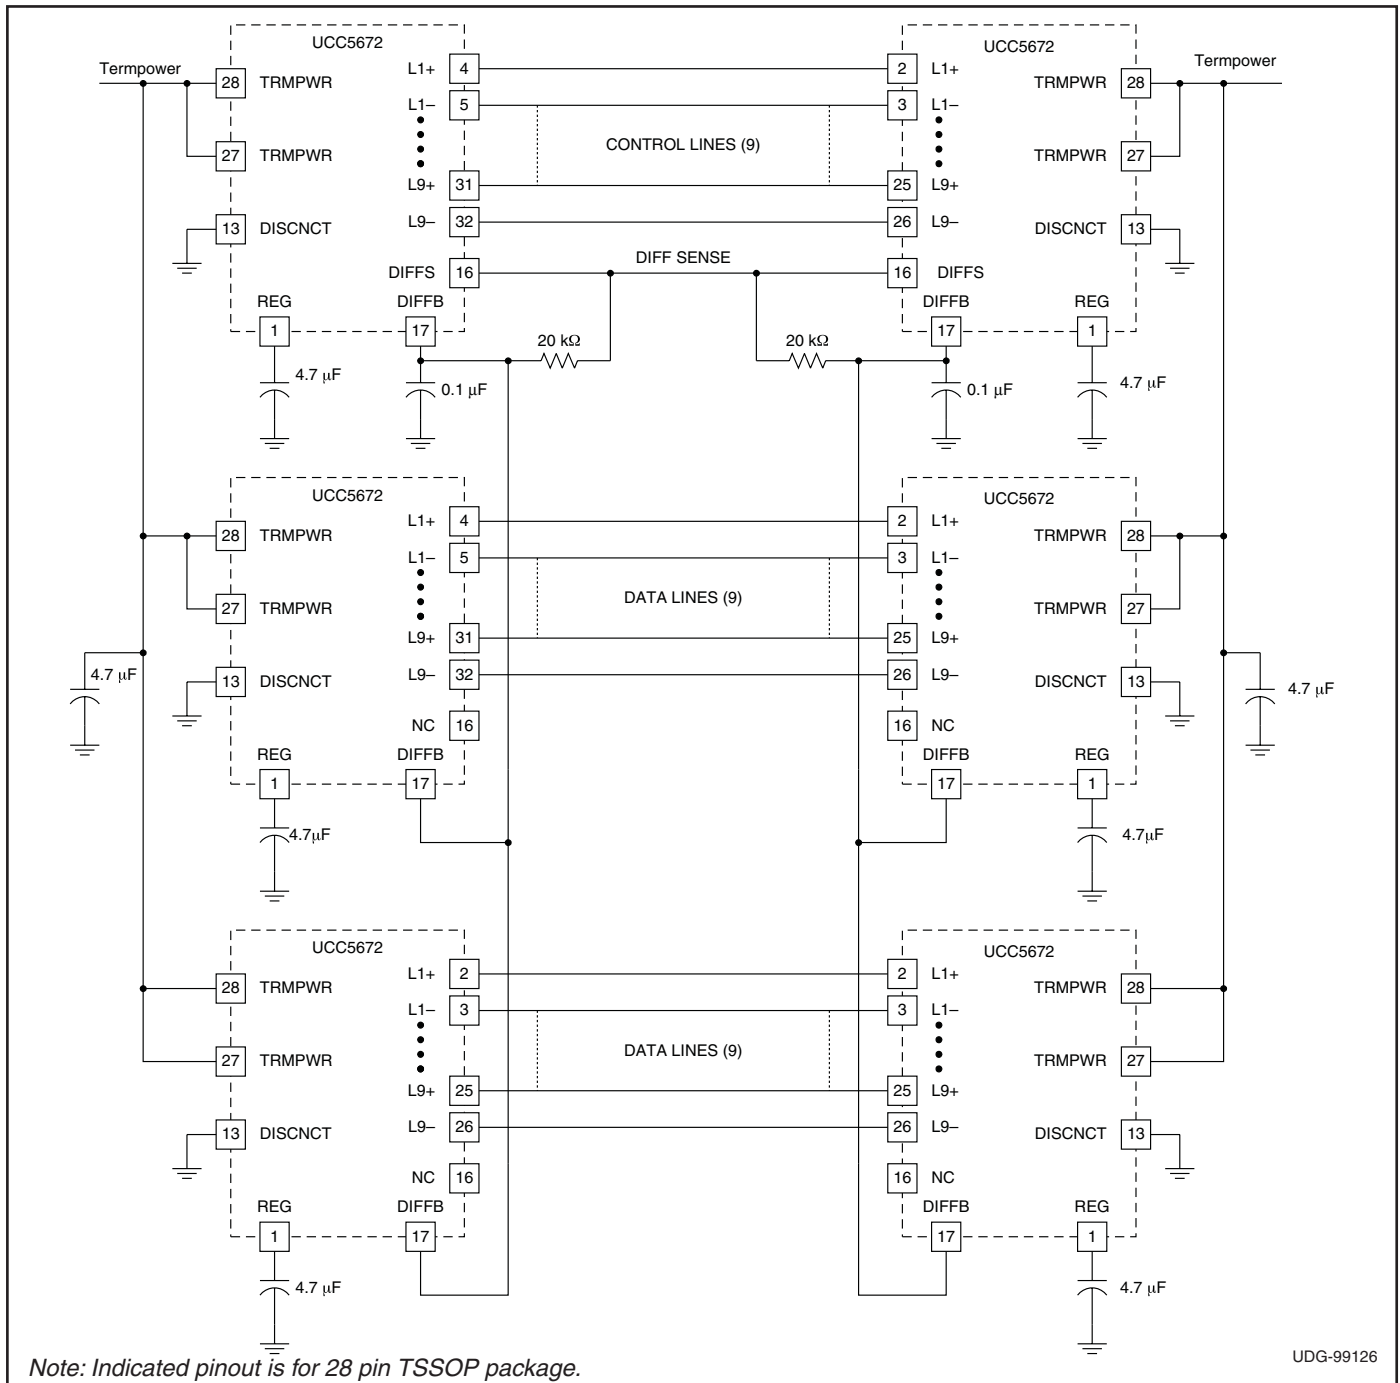 UCC5672
UCC5672
Termpower
L1+ 4
2 L1+
Termpower
28 TRMPWR
TRMPWR 28
L1– 5
3 L1–
CONTROL LINES (9)
27 TRMPWR
TRMPWR 27
L9+ 31
25 L9+
L9– 32
26 L9–
13 DISCNCT
DISCNCT 13
DIFF SENSE
DIFFS 16
16 DIFFS
REG
DIFFB
DIFFB
REG
1
17
17
1
20 kΩ
20 kΩ
4.7 µF
0.1 µF
0.1 µF
4.7 µF
UCC5672
UCC5672
L1+ 4
2 L1+
28 TRMPWR
TRMPWR 28
L1– 5
3 L1–
DATA LINES (9)
27 TRMPWR
TRMPWR 27
L9+ 31
25 L9+
4.7 µF
L9– 32
26 L9–
13 DISCNCT
DISCNCT 13
4.7 µF
NC 16
16 NC
REG
DIFFB
DIFFB
REG
1
17
17
1
4.7µF
4.7µF
UCC5672
UCC5672
L1+ 2
2 L1+
28 TRMPWR
TRMPWR 28
L1– 3
3 L1–
DATA LINES (9)
27 TRMPWR
TRMPWR 27
L9+ 25
25 L9+
L9– 26
26 L9–
13 DISCNCT
DISCNCT 13
NC 16
16 NC
REG
DIFFB
DIFFB
REG
1
17
17
1
4.7 µF
4.7 µF
Note: Indicated pinout is for 28 pin TSSOP package.
UDG-99126